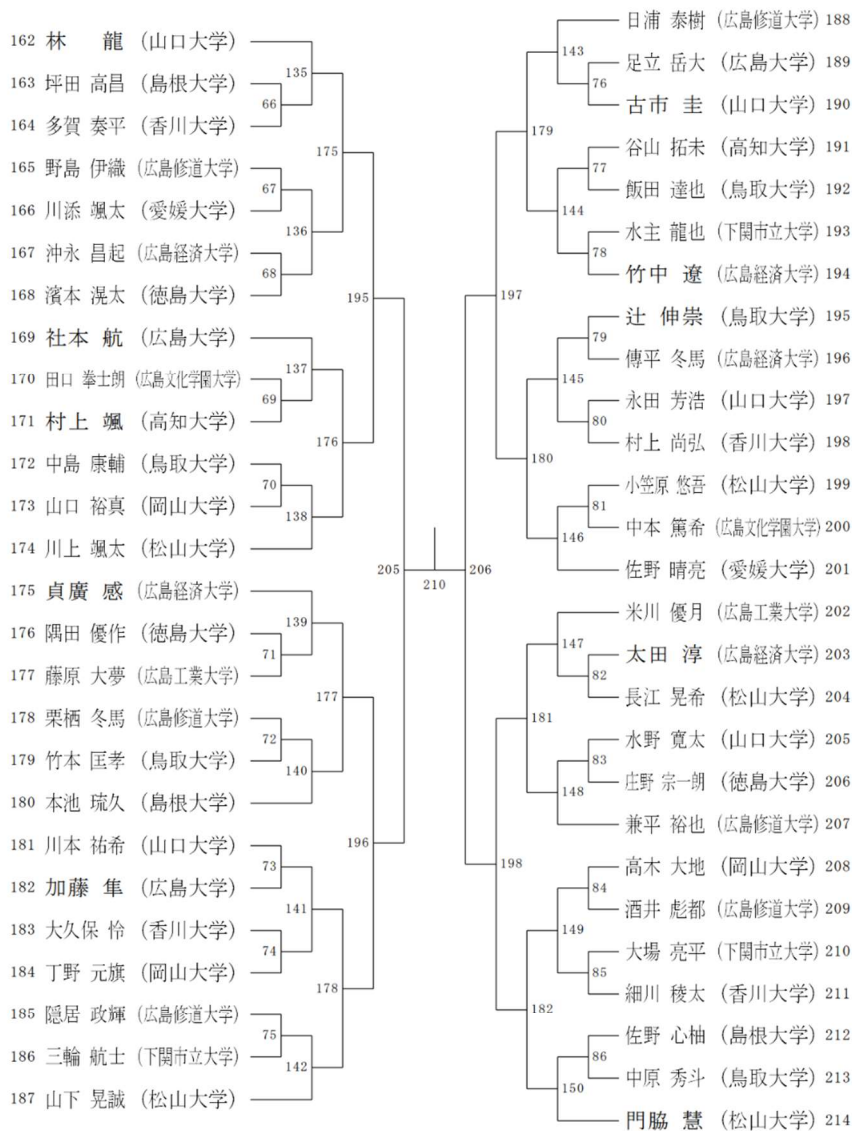 162 林 龍 (山口大学)
163 坪田 高昌 (島根大学)
164 多賀 奏平 (香川大学)
165 野島 伊織 (広島修道大学)
166 川添 颯太 (愛媛大学)
167 沖永 昌起 (広島経済大学)
168 濱本 滉太 (徳島大学)
169 社本 航 (広島大学)
170 田口 拳士朗 (広島文化学園大学)
171 村上 颯 (高知大学)
172 中島 康輔 (鳥取大学)
173 山口 裕真 (岡山大学)
174 川上 颯太 (松山大学)
175 貞廣 感 (広島経済大学)
176 隅田 優作 (徳島大学)
177 藤原 大夢 (広島工業大学)
178 栗栖 冬馬 (広島修道大学)
179 竹本 匡孝 (鳥取大学)
180 本池 琉久 (島根大学)
181 川本 祐希 (山口大学)
182 加藤 隼 (広島大学)
183 大久保 怜 (香川大学)
184 丁野 元旗 (岡山大学)
185 隠居 政輝 (広島修道大学)
186 三輪 航士 (下関市立大学)
187 山下 晃誠 (松山大学)
66
67
68
69
70
71
72
73
74
75
135
136
137
138
139
140
141
142
175
176
177
178
195
196
205
210
206
197
198
179
180
181
182
143
144
145
146
147
148
149
150
76
77
78
79
80
81
82
83
84
85
86
日浦 泰樹 (広島修道大学) 188
足立 岳大 (広島大学) 189
古市 圭 (山口大学) 190
谷山 拓未 (高知大学) 191
飯田 達也 (鳥取大学) 192
水主 龍也 (下関市立大学) 193
竹中 遼 (広島経済大学) 194
辻 伸崇 (鳥取大学) 195
傳平 冬馬 (広島経済大学) 196
永田 芳浩 (山口大学) 197
村上 尚弘 (香川大学) 198
小笠原 悠吾 (松山大学) 199
中本 篤希 (広島文化学園大学) 200
佐野 晴亮 (愛媛大学) 201
米川 優月 (広島工業大学) 202
太田 淳 (広島経済大学) 203
長江 晃希 (松山大学) 204
水野 寛太 (山口大学) 205
庄野 宗一朗 (徳島大学) 206
兼平 裕也 (広島修道大学) 207
高木 大地 (岡山大学) 208
酒井 彪都 (広島修道大学) 209
大場 亮平 (下関市立大学) 210
細川 稜太 (香川大学) 211
佐野 心柚 (島根大学) 212
中原 秀斗 (鳥取大学) 213
門脇 慧 (松山大学) 214